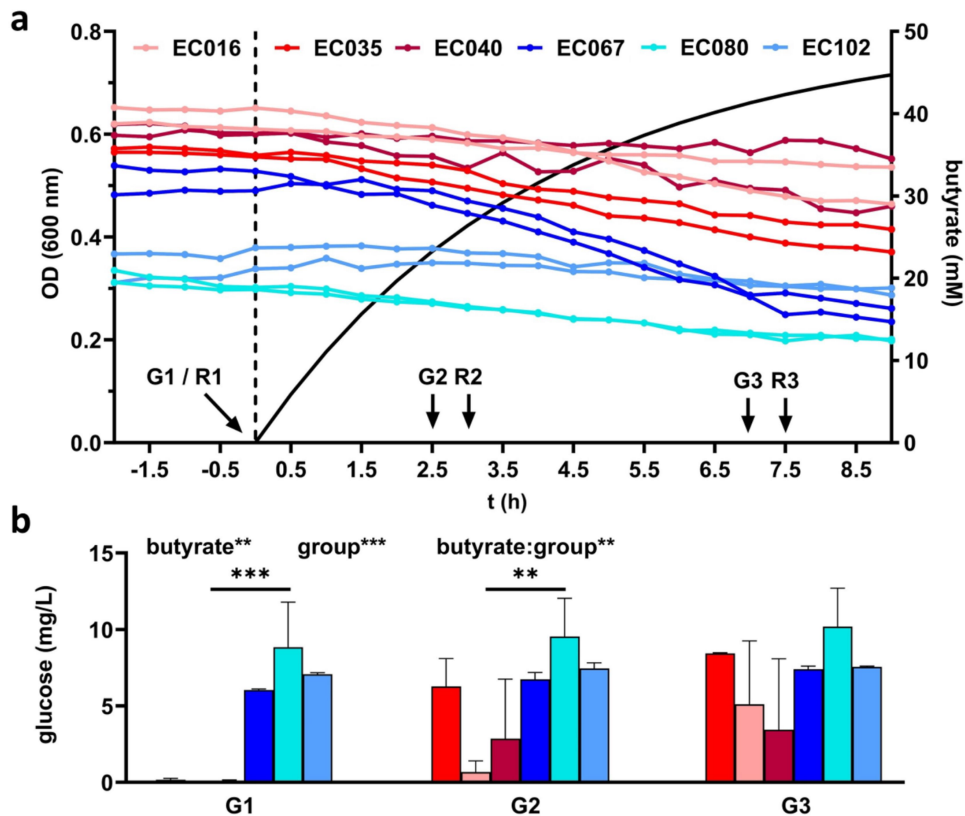 a
EC016 EC035 EC040 EC067 EC080 EC102
0.8
0.6
0.4
0.2
0.0
OD (600 nm)
50
40
30
20
10
0
butyrate (mM)
G1 / R1
G2 R2
G3 R3
-1.5 -0.5 0.5 1.5 2.5 3.5 4.5 5.5 6.5 7.5 8.5
t (h)
b
butyrate** group*** butyrate:group**
*** **
15
10
5
0
glucose (mg/L)
G1 G2 G3